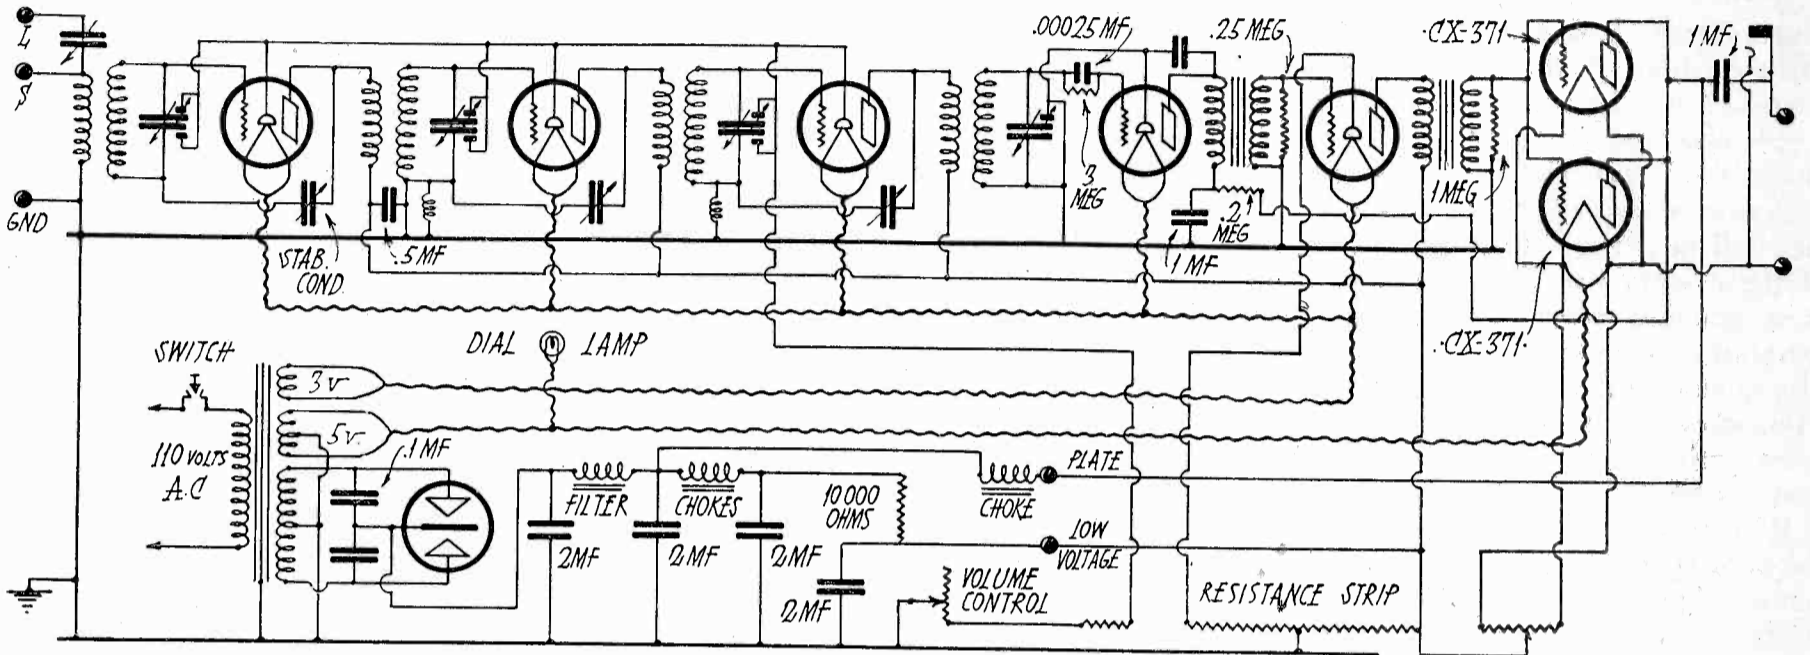 L
S
GND
STAB.
COND.
.5 MF
.00025 MF
3
MEG
.25 MEG
.2
MEG
1 MF
1 MEG
CX-371
CX-371
1 MF
SWITCH
110 VOLTS
A.C
3v
5v
.1 MF
DIAL LAMP
FILTER
CHOKES
2MF
2MF
2MF
10000
OHMS
2MF
CHOKE
PLATE
LOW
VOLTAGE
VOLUME
CONTROL
RESISTANCE STRIP